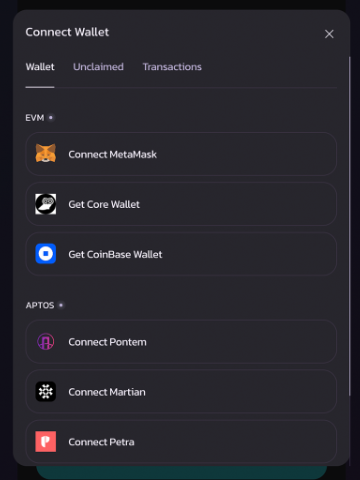 Connect Wallet
Wallet Unclaimed Transactions
EVM
Connect MetaMask
Get Core Wallet
Get CoinBase Wallet
APTOS
Connect Pontem
Connect Martian
Connect Petra